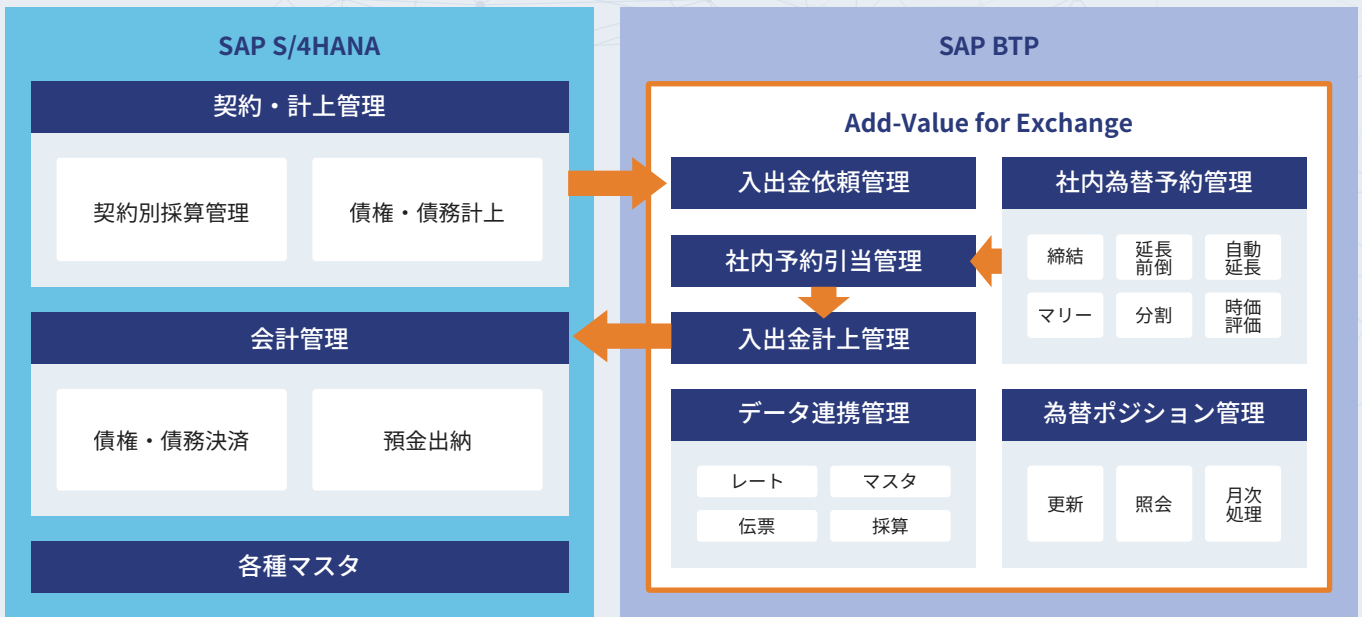 SAP S/4HANA
契約・計上管理
契約別採算管理
債権・債務計上
会計管理
債権・債務決済
預金出納
各種マスタ
SAP BTP
Add-Value for Exchange
入出金依頼管理
社内予約引当管理
入出金計上管理
社内為替予約管理
締結
延長
前倒
自動
延長
マリー
分割
時価
評価
データ連携管理
レート
マスタ
伝票
採算
為替ポジション管理
更新
照会
月次
処理